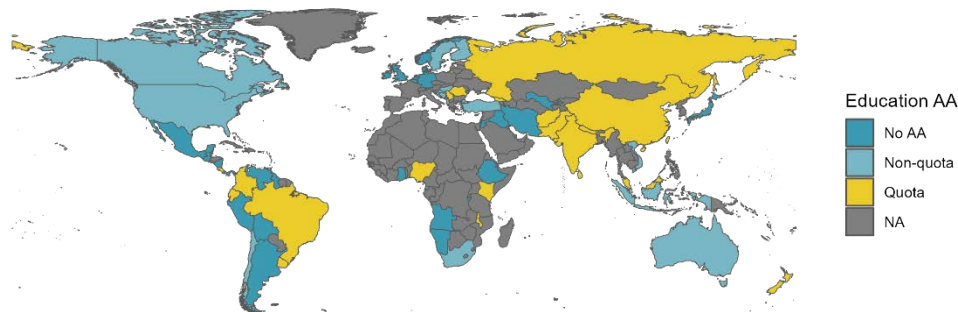 Education AA
No AA
Non-quota
Quota
NA